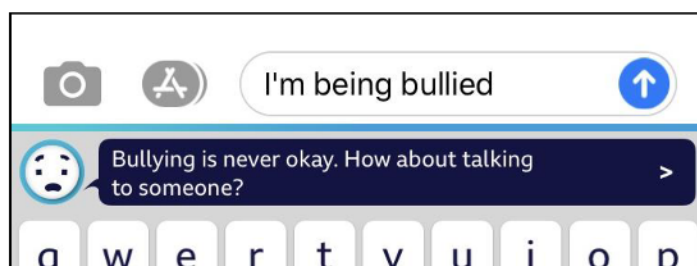 I'm being bullied
Bullying is never okay. How about talking
to someone?
>
q w e r t y u i o p